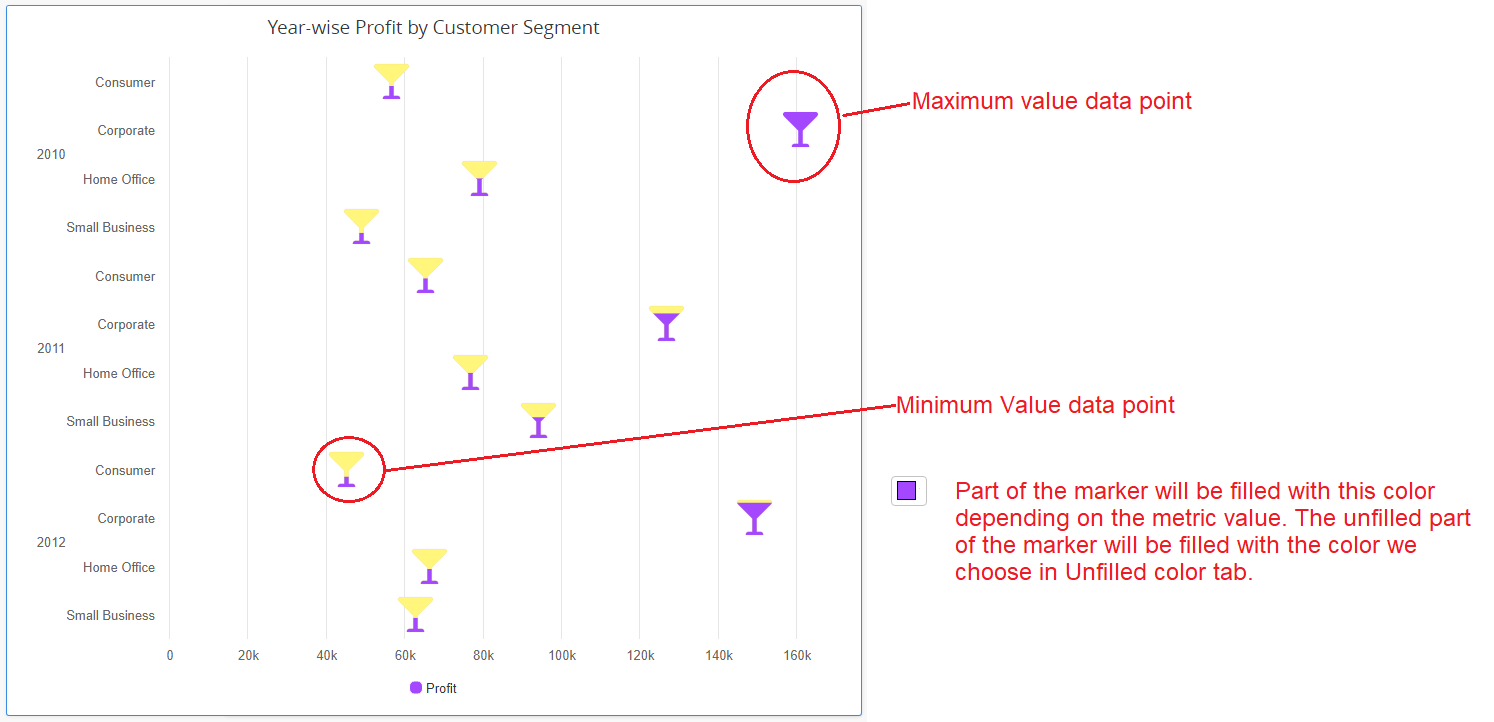 Year-wise Profit by Customer Segment
Consumer
Maximum value data point
Corporate
2010
Home Office
Small Business
Consumer
Corporate
2011
Home Office
Minimum Value data point
Small Business
Consumer
Part of the marker will be filled with this color
depending on the metric value. The unfilled part
of the marker will be filled with the color we
choose in Unfilled color tab.
Corporate
2012
Home Office
Small Business
0 20k 40k 60k 80k 100k 120k 140k 160k
Profit